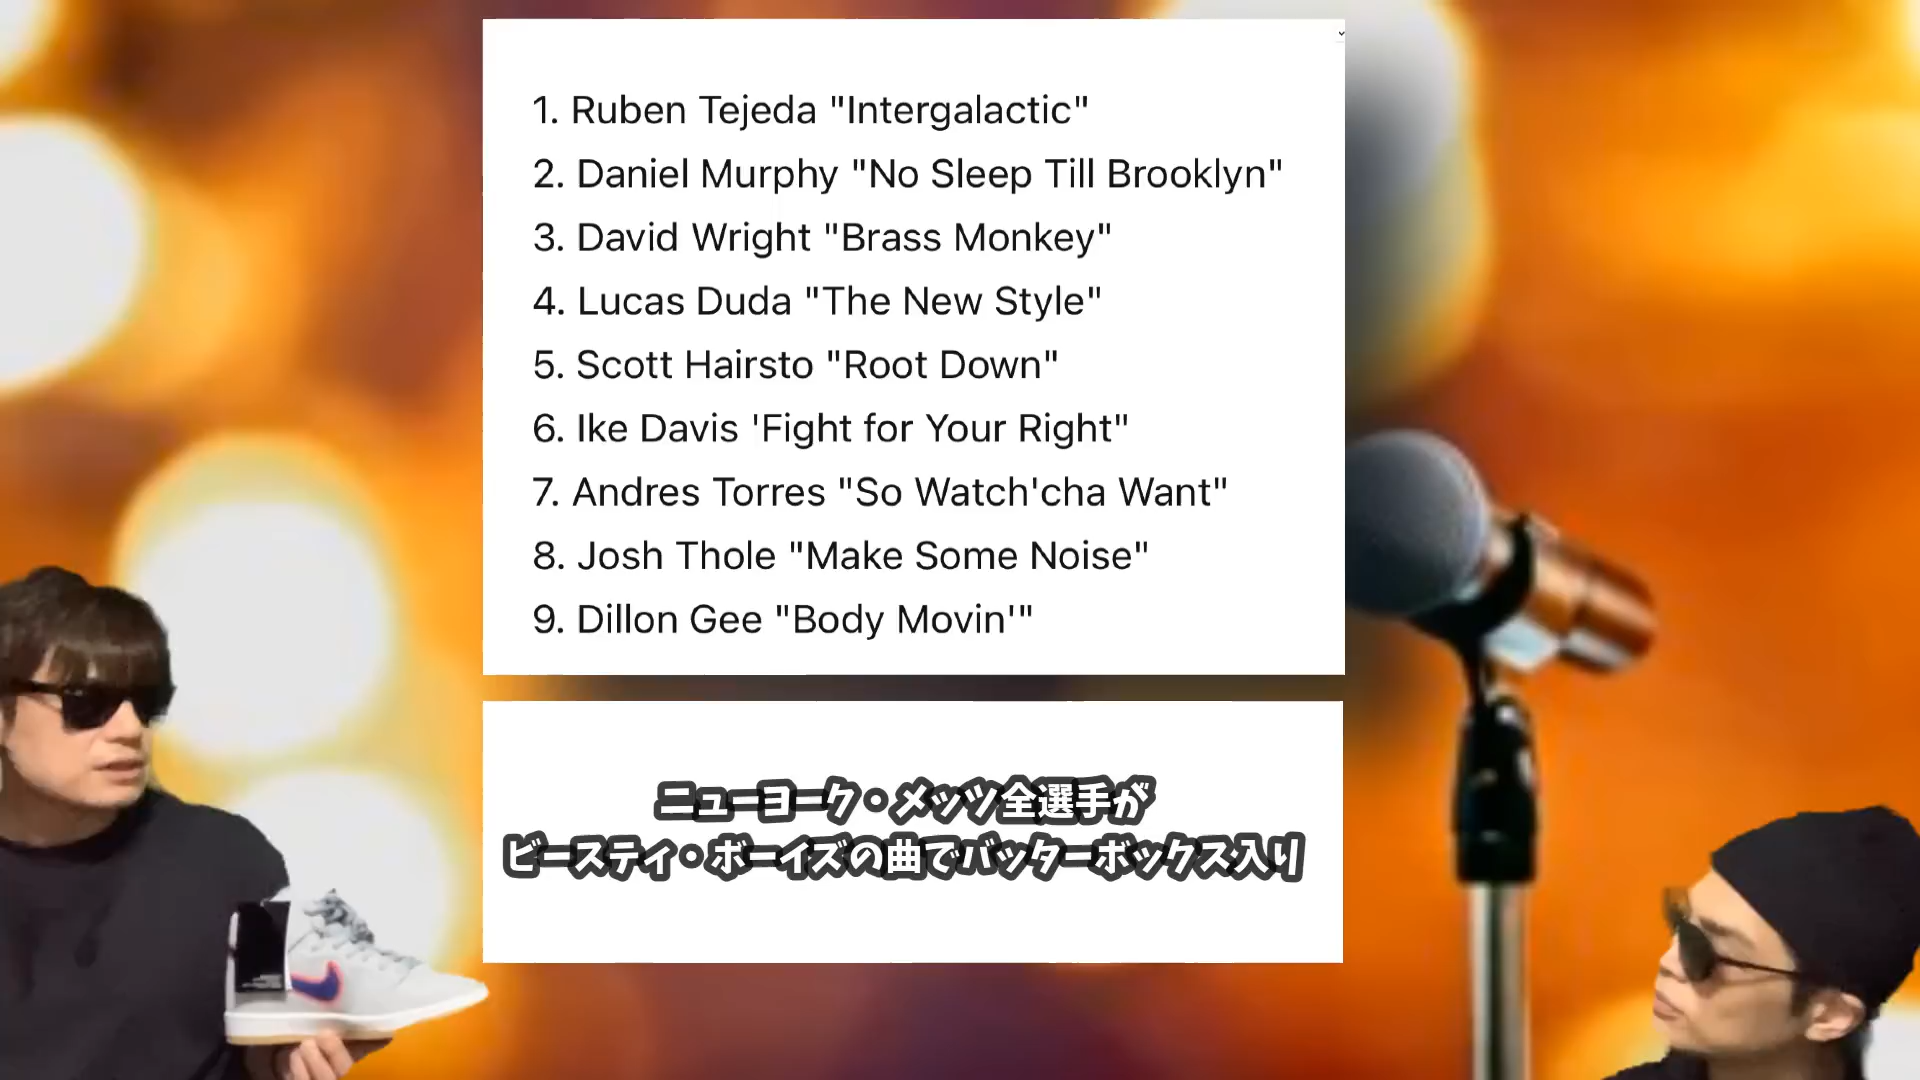 1. Ruben Tejeda "Intergalactic"
2. Daniel Murphy "No Sleep Till Brooklyn"
3. David Wright "Brass Monkey"
4. Lucas Duda "The New Style"
5. Scott Hairsto "Root Down"
6. Ike Davis 'Fight for Your Right"
7. Andres Torres "So Watch'cha Want"
8. Josh Thole "Make Some Noise"
9. Dillon Gee "Body Movin'"
ニューヨーク・メッツ全選手が
ビースティ・ボーイズの曲でバッターボックス入り